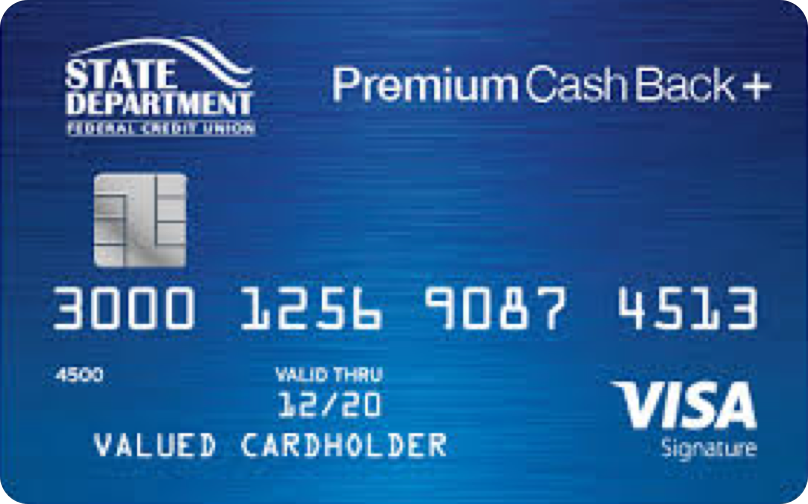 STATE
DEPARTMENT
FEDERAL CREDIT UNION
Premium Cash Back +
3000 1256 9087 4513
4500
VALID THRU
12/20
VALUED CARDHOLDER
VISA
Signature